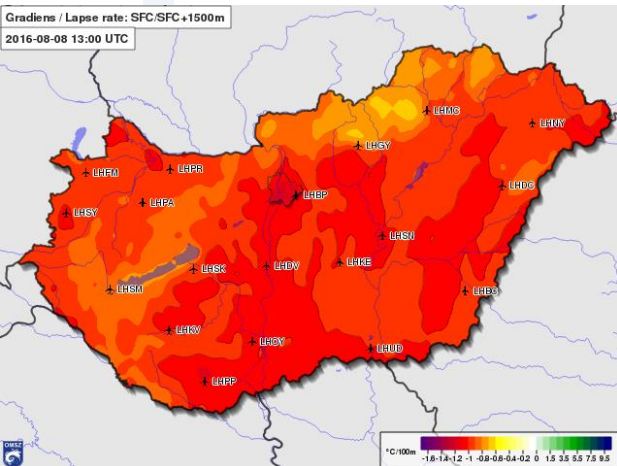 Gradiens / Lapse rate: SFC/SFC+1500m
2016-08-08 13:00 UTC
LHMC
LHNY
LHGY
LHFM
LHPR
LHDC
LHBP
LHPA
LHSY
LHSN
LHKE
LHDV
LHSK
LHSM
LHBC
LHKV
LHOY
LHUD
LHPP
OMSZ
°C/100m
-1.6 -1.4 -1.2 -1 -0.8 -0.6 -0.4 -0.2 0 1.5 3.5 5.5 7.5 9.5